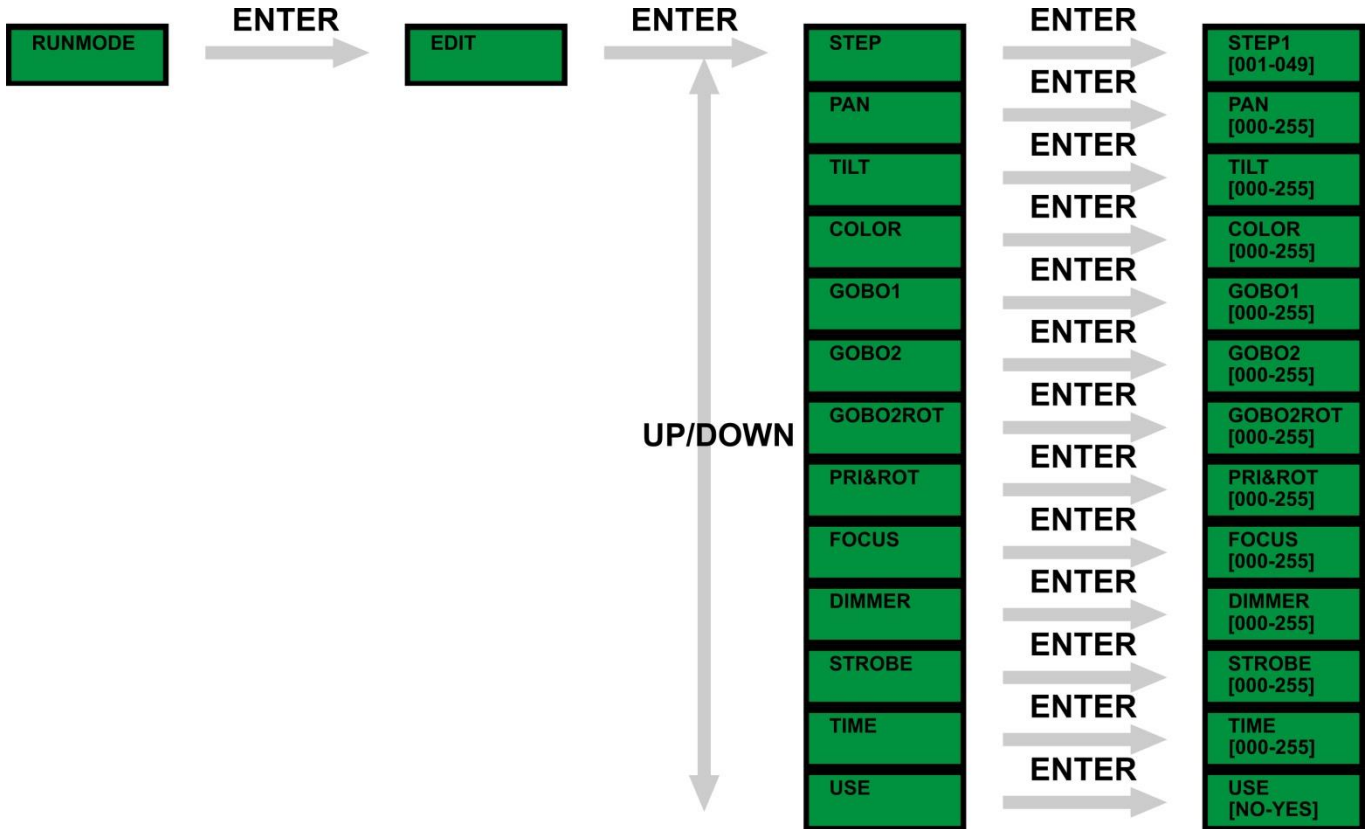 ENTER
ENTER
ENTER
RUNMODE
EDIT
STEP
STEP1
[001-049]
ENTER
PAN
PAN
[000-255]
ENTER
TILT
TILT
[000-255]
ENTER
COLOR
COLOR
[000-255]
ENTER
GOBO1
GOBO1
[000-255]
ENTER
GOBO2
GOBO2
[000-255]
ENTER
UP/DOWN
GOBO2ROT
GOBO2ROT
[000-255]
ENTER
PRI&ROT
PRI&ROT
[000-255]
ENTER
FOCUS
FOCUS
[000-255]
ENTER
DIMMER
DIMMER
[000-255]
ENTER
STROBE
STROBE
[000-255]
ENTER
TIME
TIME
[000-255]
ENTER
USE
USE
[NO-YES]